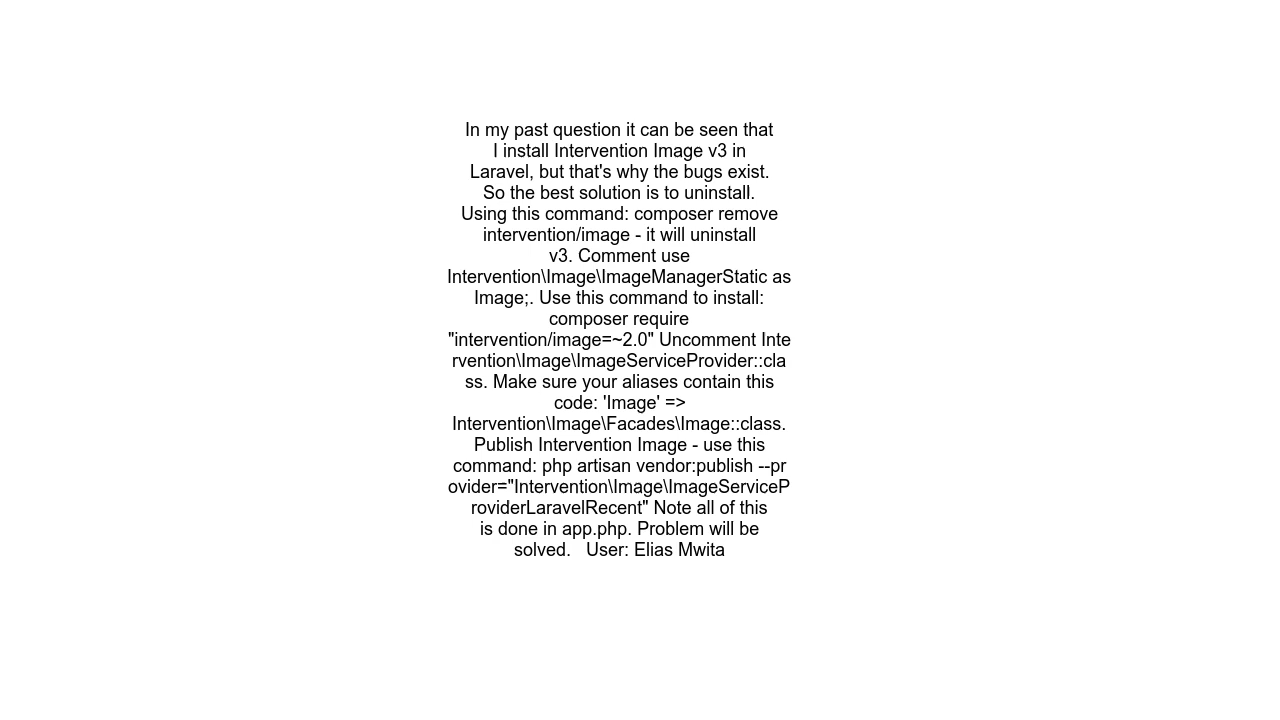 In my past question it can be seen that
I install Intervention Image v3 in
Laravel, but that's why the bugs exist.
So the best solution is to uninstall.
Using this command: composer remove
intervention/image - it will uninstall
v3. Comment use
Intervention\Image\ImageManagerStatic as
Image;. Use this command to install:
composer require
"intervention/image=~2.0" Uncomment Inte
rvention\Image\ImageServiceProvider::cla
ss. Make sure your aliases contain this
code: 'Image' =>
Intervention\Image\Facades\Image::class.
Publish Intervention Image - use this
command: php artisan vendor:publish --pr
ovider="Intervention\Image\ImageServiceP
roviderLaravelRecent" Note all of this
is done in app.php. Problem will be
solved.   User: Elias Mwita